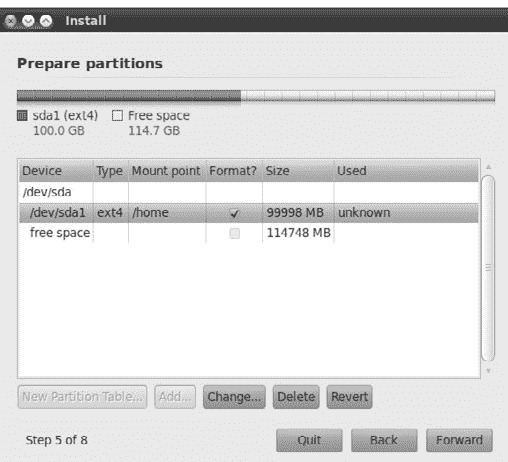 Install
Prepare partitions
sda1 (ext4) Free space
100.0 GB 114.7 GB
Device Type Mount point Format? Size Used
/dev/sda
/dev/sda1 ext4 /home 99998 MB unknown
free space 114748 MB
New Partition Table... Add... Change... Delete Revert
Step 5 of 8 Quit Back Forward